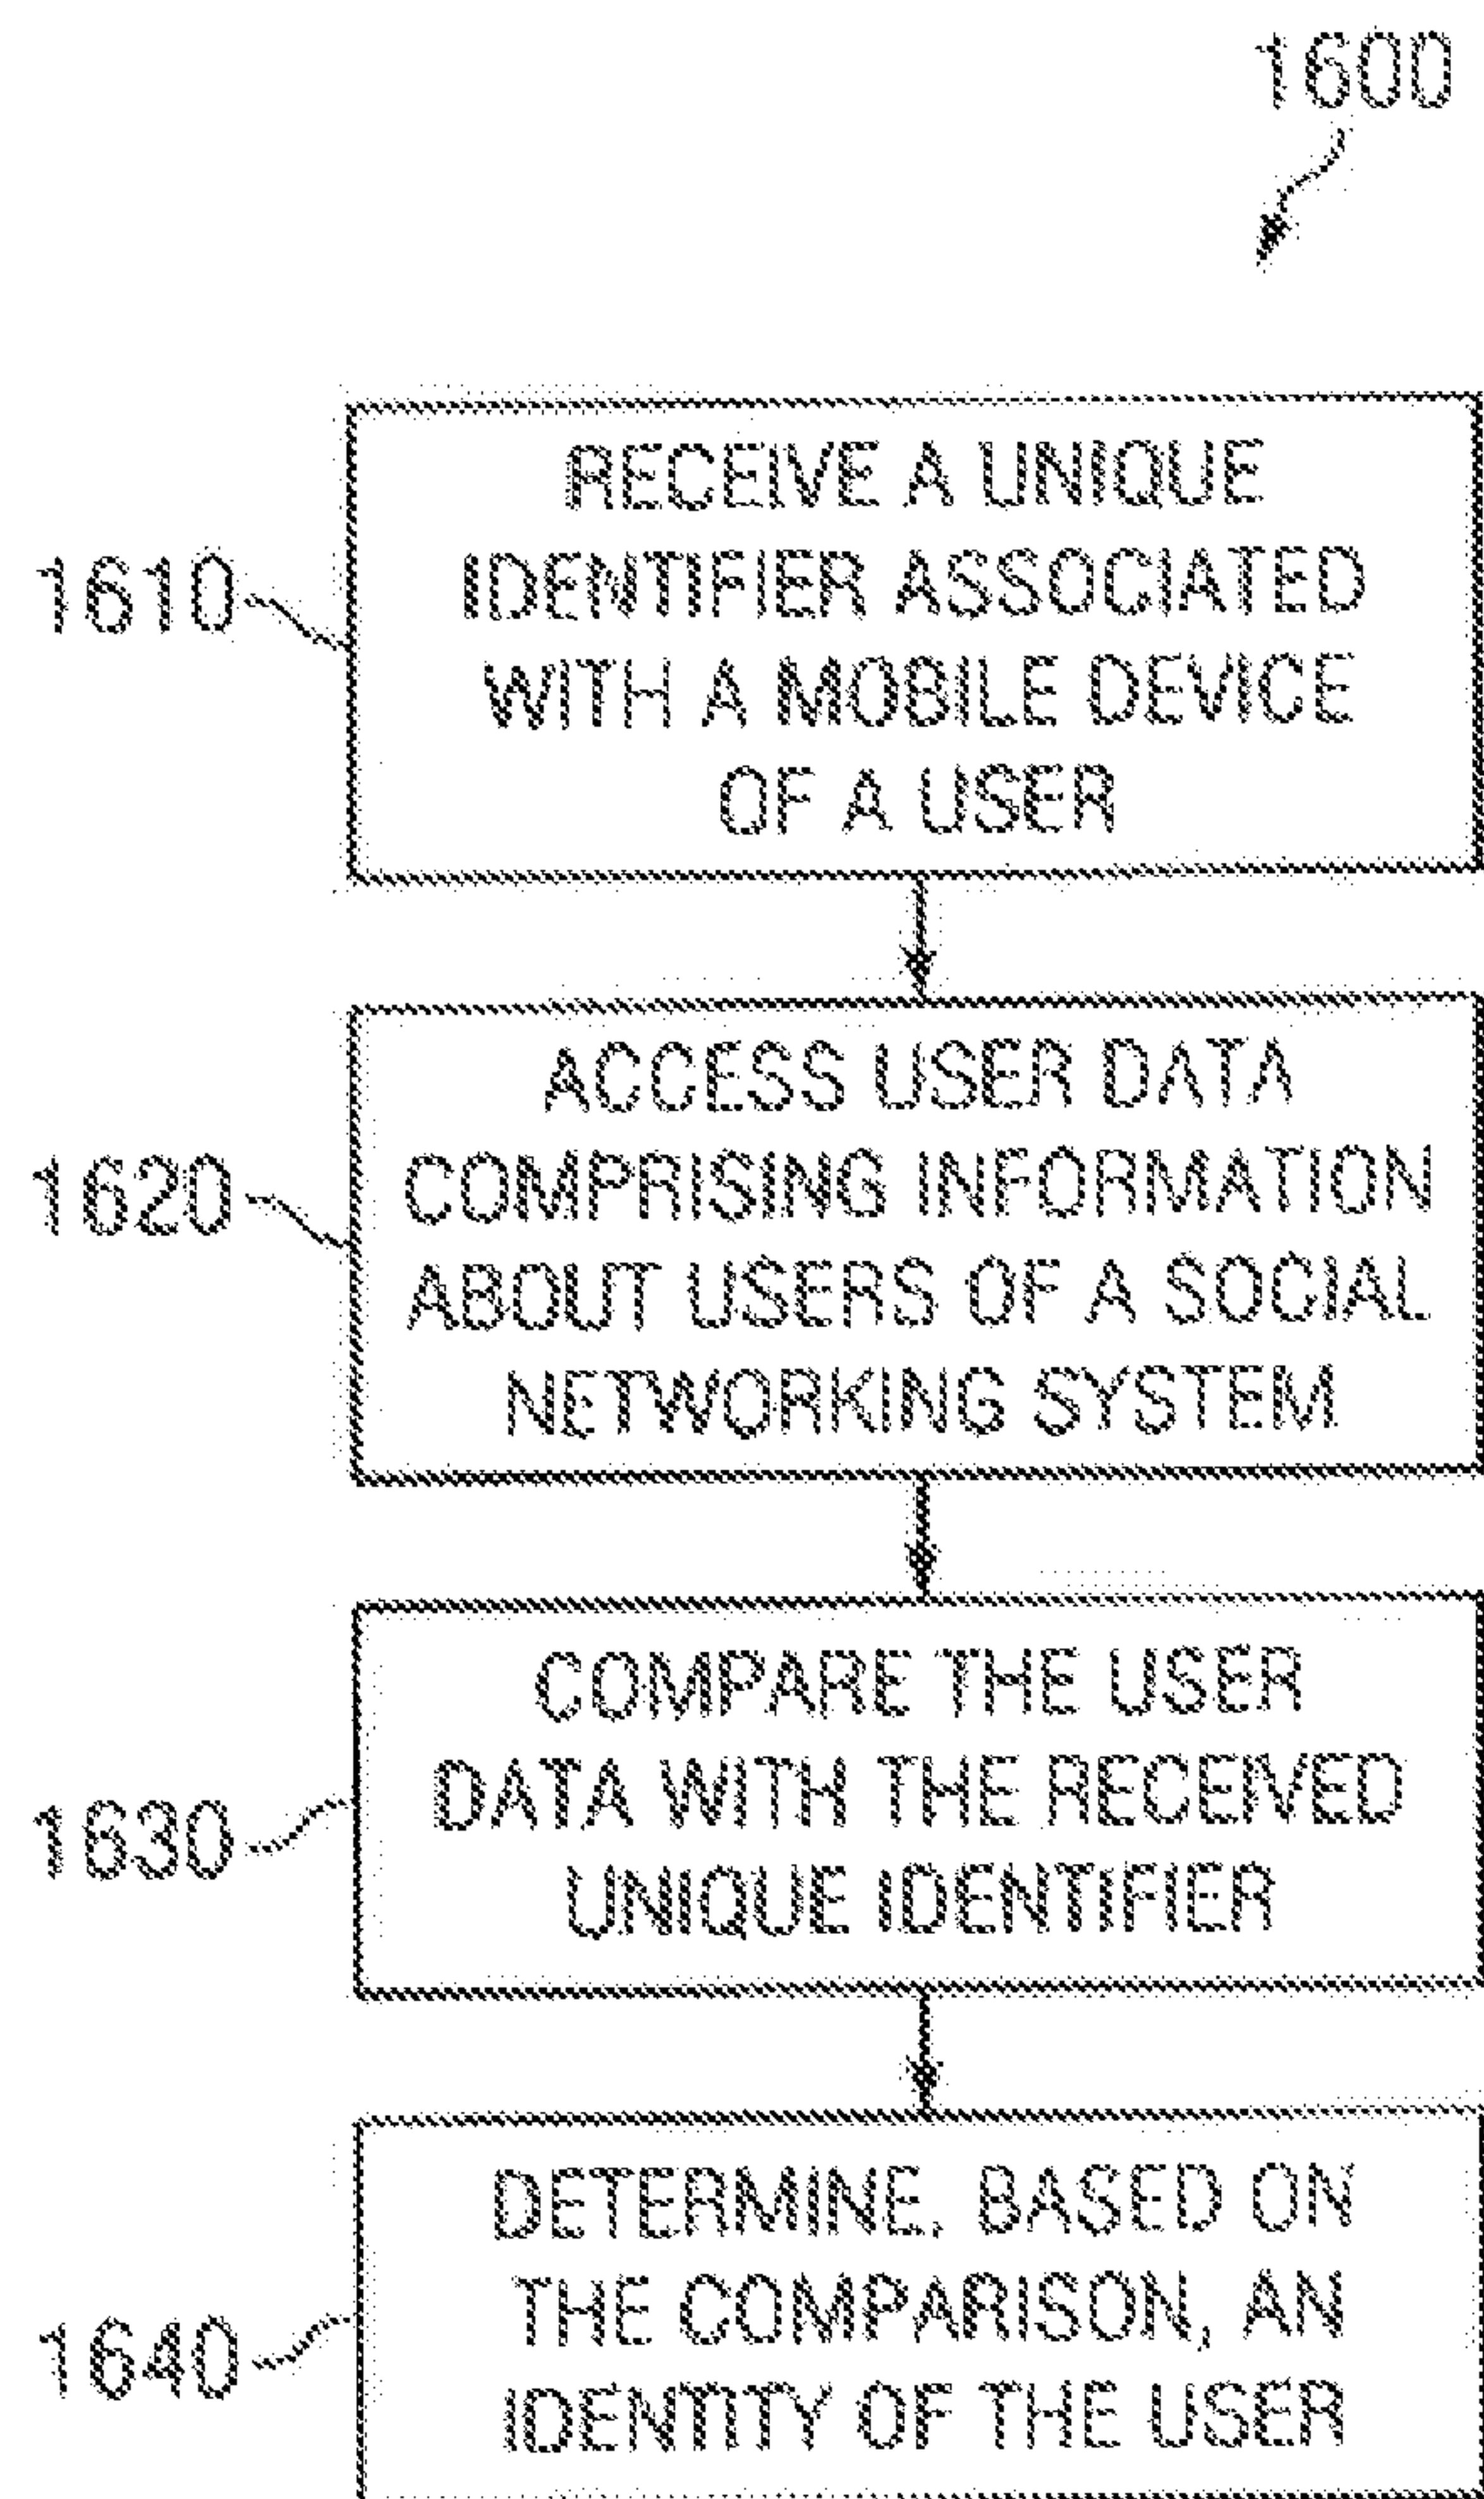 1600
RECEIVE A UNIQUE
IDENTIFIER ASSOCIATED
WITH A MOBILE DEVICE
OF A USER
1610
ACCESS USER DATA
COMPRISING INFORMATION
ABOUT USERS OF A SOCIAL
NETWORKING SYSTEM
1620
COMPARE THE USER
DATA WITH THE RECEIVED
UNIQUE IDENTIFIER
1630
DETERMINE, BASED ON
THE COMPARISON, AN
IDENTITY OF THE USER
1640